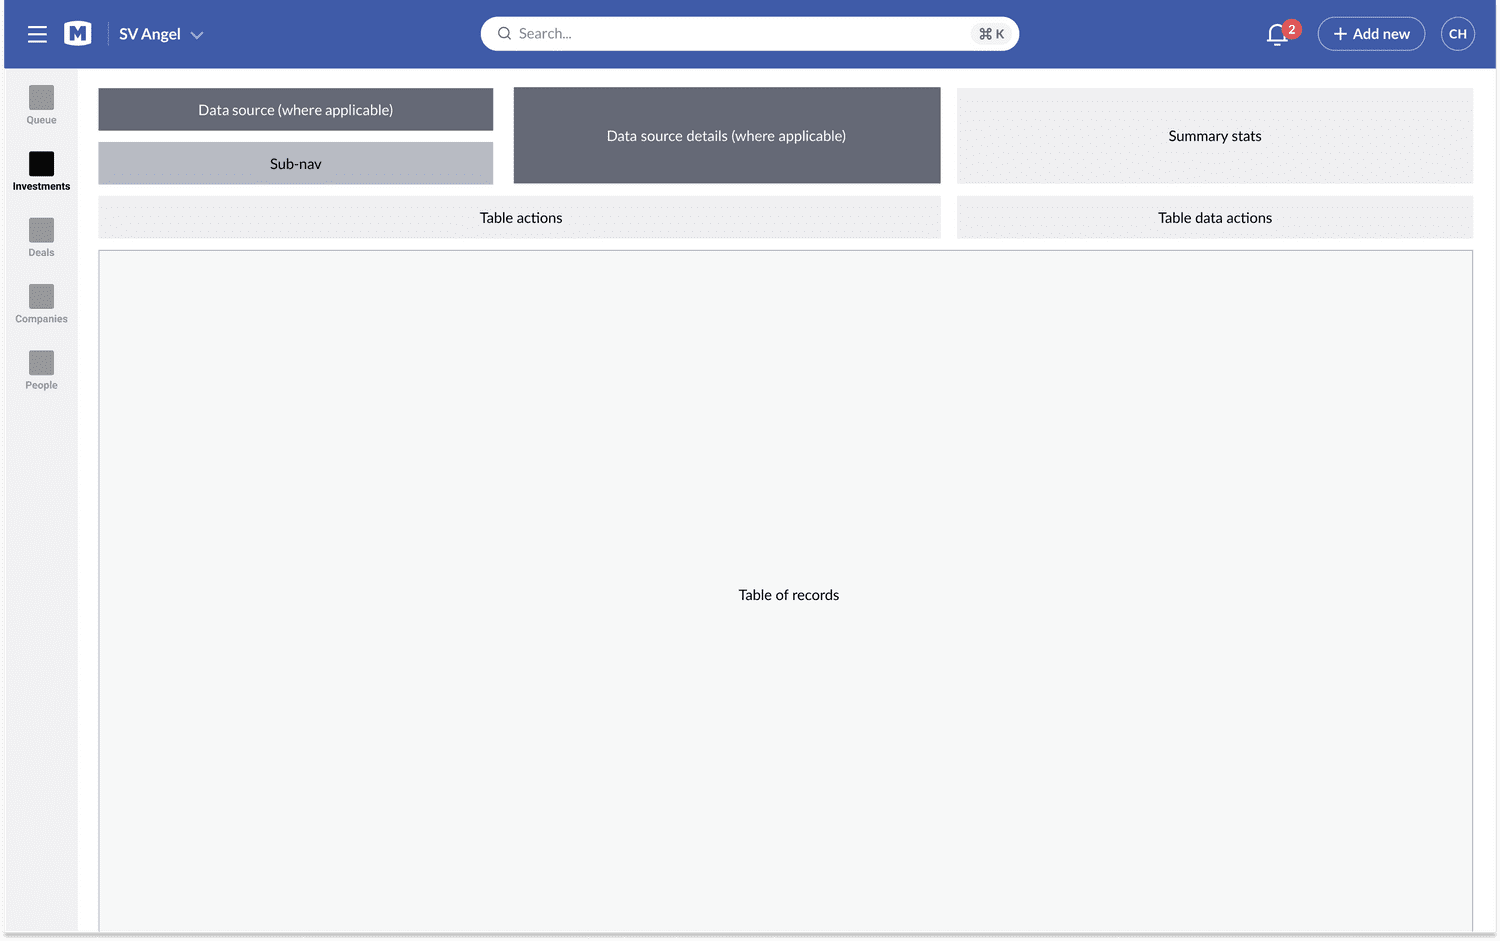 M SV Angel Search... ⌘ K 2 + Add new CH
Queue
Investments
Deals
Companies
People
Data source (where applicable)
Sub-nav
Data source details (where applicable)
Summary stats
Table actions
Table data actions
Table of records